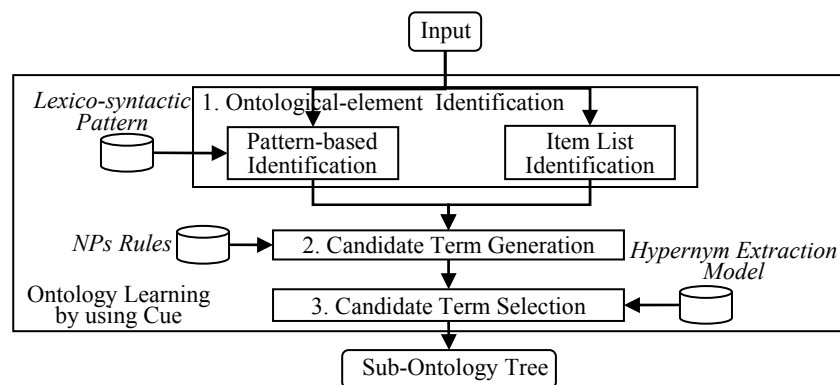 Input
Lexico-syntactic
Pattern
1. Ontological-element Identification
Pattern-based
Identification
Item List
Identification
NPs Rules
2. Candidate Term Generation
Hypernym Extraction
Model
Ontology Learning
by using Cue
3. Candidate Term Selection
Sub-Ontology Tree